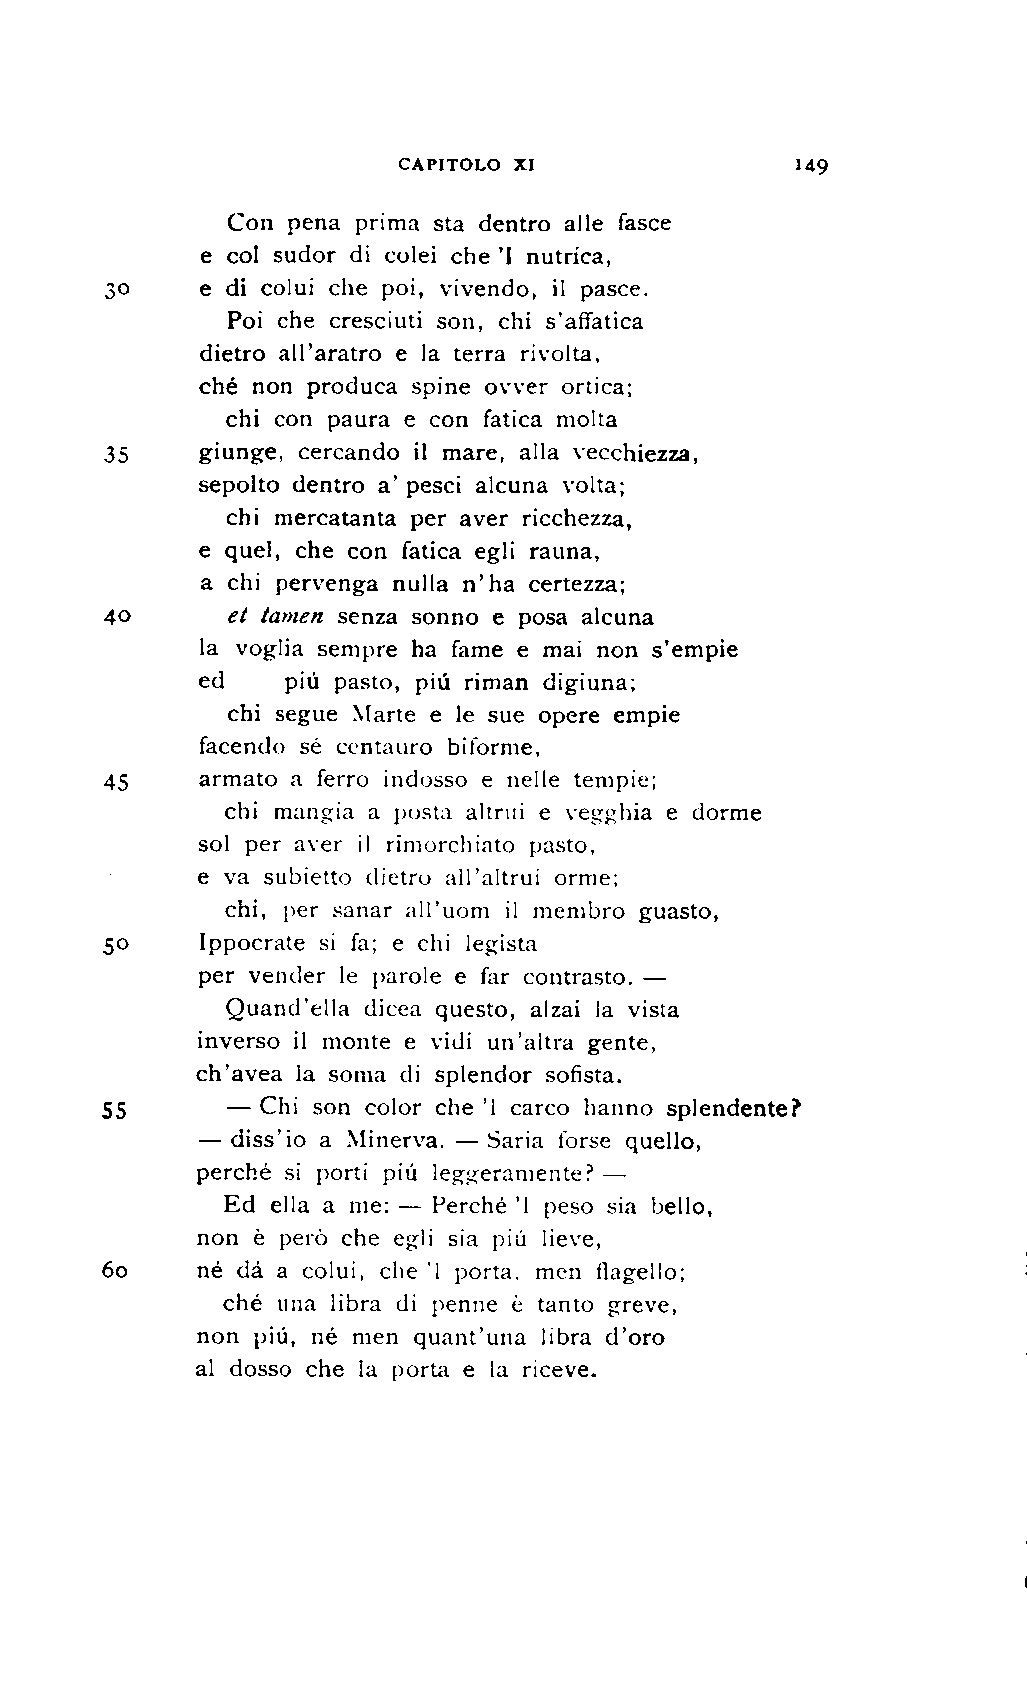 CAPITOLO XI 149
Con pena prima sta dentro alle fasce
e col sudor di colei che 'l nutríca,
30 e di colui che poi, vivendo, il pasce.
Poi che cresciuti son, chi s'affatica
dietro all'aratro e la terra rivolta,
ché non produca spine ovver ortica;
chi con paura e con fatica molta
35 giunge, cercando il mare, alla vecchiezza,
sepolto dentro a' pesci alcuna volta;
chi mercatanta per aver ricchezza,
e quel, che con fatica egli rauna,
a chi pervenga nulla n'ha certezza;
40 et tamen senza sonno e posa alcuna
la voglia sempre ha fame e mai non s'empie
ed piú pasto, piú riman digiuna;
chi segue Marte e le sue opere empie
facendo sé centauro biforme,
45 armato a ferro indosso e nelle tempie;
chi mangia a posta altrui e vegghia e dorme
sol per aver il rimorchiato pasto,
e va subietto dietro all'altrui orme;
chi, per sanar all'uom il membro guasto,
50 Ippocrate si fa; e chi legista
per vender le parole e far contrasto. —
Quand'ella dicea questo, alzai la vista
inverso il monte e vidi un'altra gente,
ch'avea la soma di splendor sofista.
55 — Chi son color che 'l carco hanno splendente?
— diss'io a Minerva. — Saria forse quello,
perché si porti piú leggeramente? —
Ed ella a me: — Perché 'l peso sia bello,
non è però che egli sia piú lieve,
60 né dá a colui, che 'l porta, men flagello;
ché una libra di penne è tanto greve,
non piú, né men quant'una libra d'oro
al dosso che la porta e la riceve.